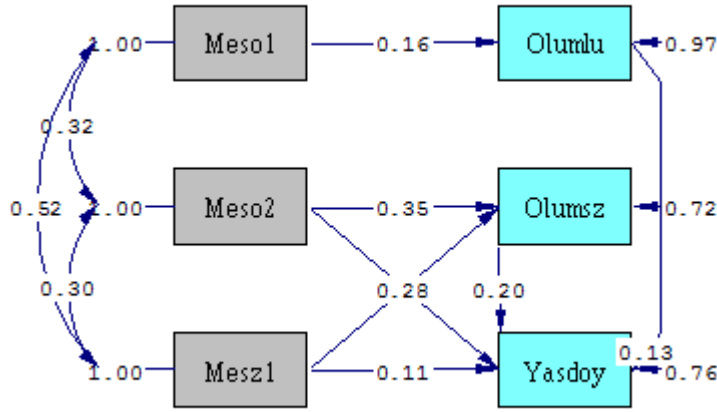 1.00 Meso1 0.16 Olumlu 0.97
0.32
0.52 1.00 Meso2 0.35 Olumsz 0.72
0.30 0.28 0.20
0.13
1.00 Mesz1 0.11 Yasdoy 0.76